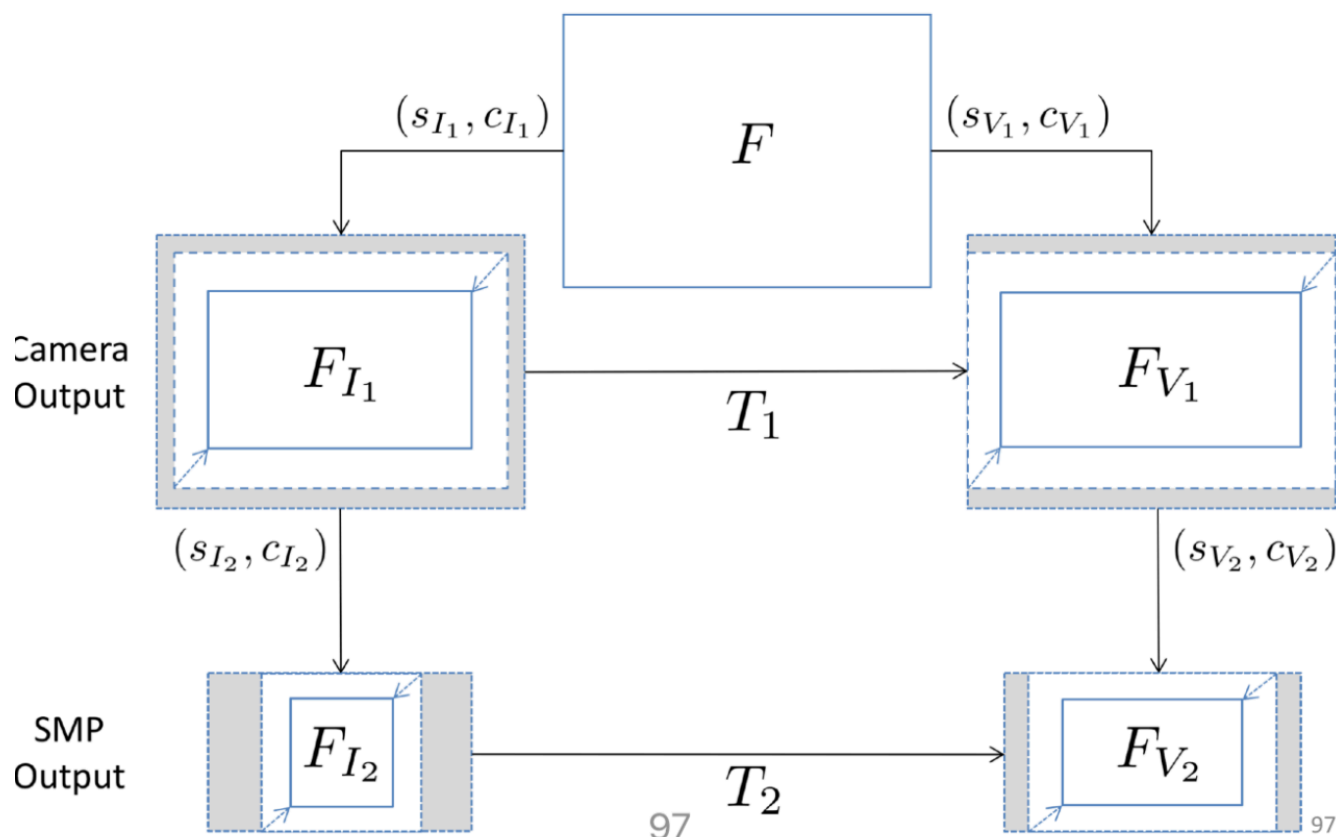 F
(s_{I_1}, c_{I_1})
(s_{V_1}, c_{V_1})
Camera
Output
F_{I_1}
T_1
F_{V_1}
(s_{I_2}, c_{I_2})
(s_{V_2}, c_{V_2})
SMP
Output
F_{I_2}
T_2
F_{V_2}
97
97